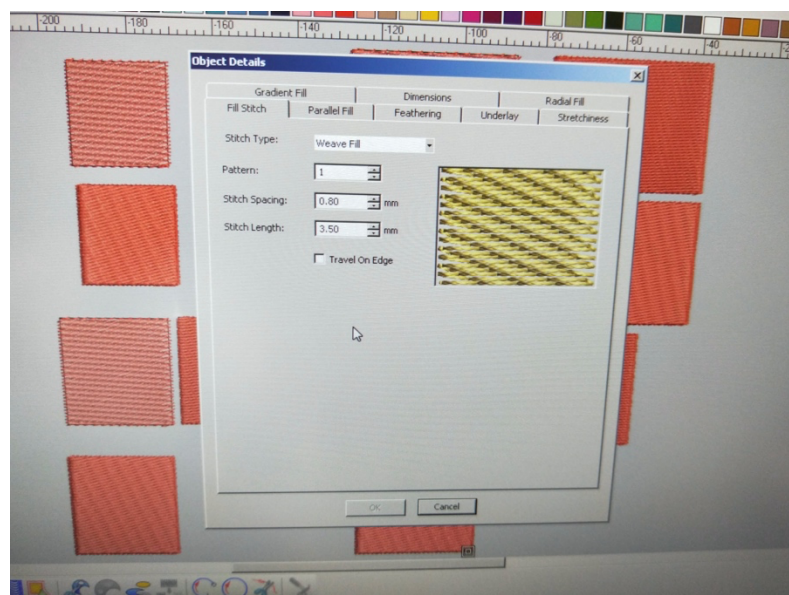 -200 -180 -160 -140 -120 -100 -80 -60 -40
Object Details
Gradient Fill Dimensions Radial Fill
Fill Stitch Parallel Fill Feathering Underlay Stretchiness
Stitch Type: Weave Fill
Pattern: 1
Stitch Spacing: 0.80 mm
Stitch Length: 3.50 mm
Travel On Edge
OK Cancel